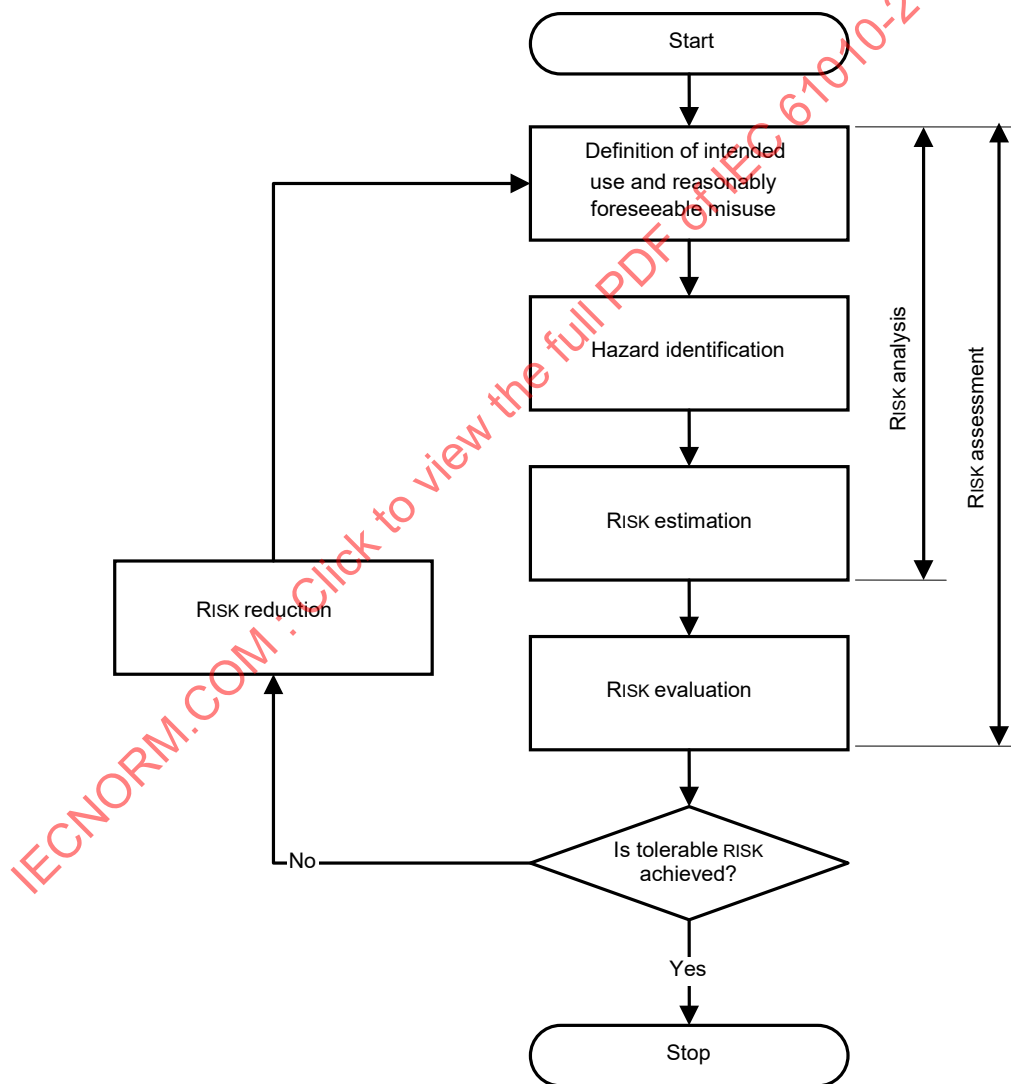 Start
Definition of intended
use and reasonably
foreseeable misuse
Hazard identification
RISK estimation
RISK evaluation
RISK reduction
RISK analysis
RISK assessment
Is tolerable RISK
achieved?
No
Yes
Stop
IECNORM.COM : Click to view the full PDF of IEC 61010-2